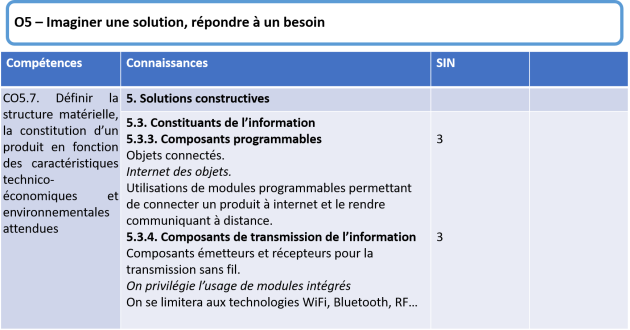 O5 – Imaginer une solution, répondre à un besoin
Compétences
Connaissances
SIN
CO5.7. Définir la
structure matérielle,
la constitution d'un
produit en fonction
des caractéristiques
technico-
économiques et
environnementales
attendues
5. Solutions constructives
5.3. Constituants de l'information
5.3.3. Composants programmables
3
Objets connectés.
Internet des objets.
Utilisations de modules programmables permettant
de connecter un produit à internet et le rendre
communiquant à distance.
5.3.4. Composants de transmission de l'information
3
Composants émetteurs et récepteurs pour la
transmission sans fil.
On privilégie l'usage de modules intégrés
On se limitera aux technologies WiFi, Bluetooth, RF...